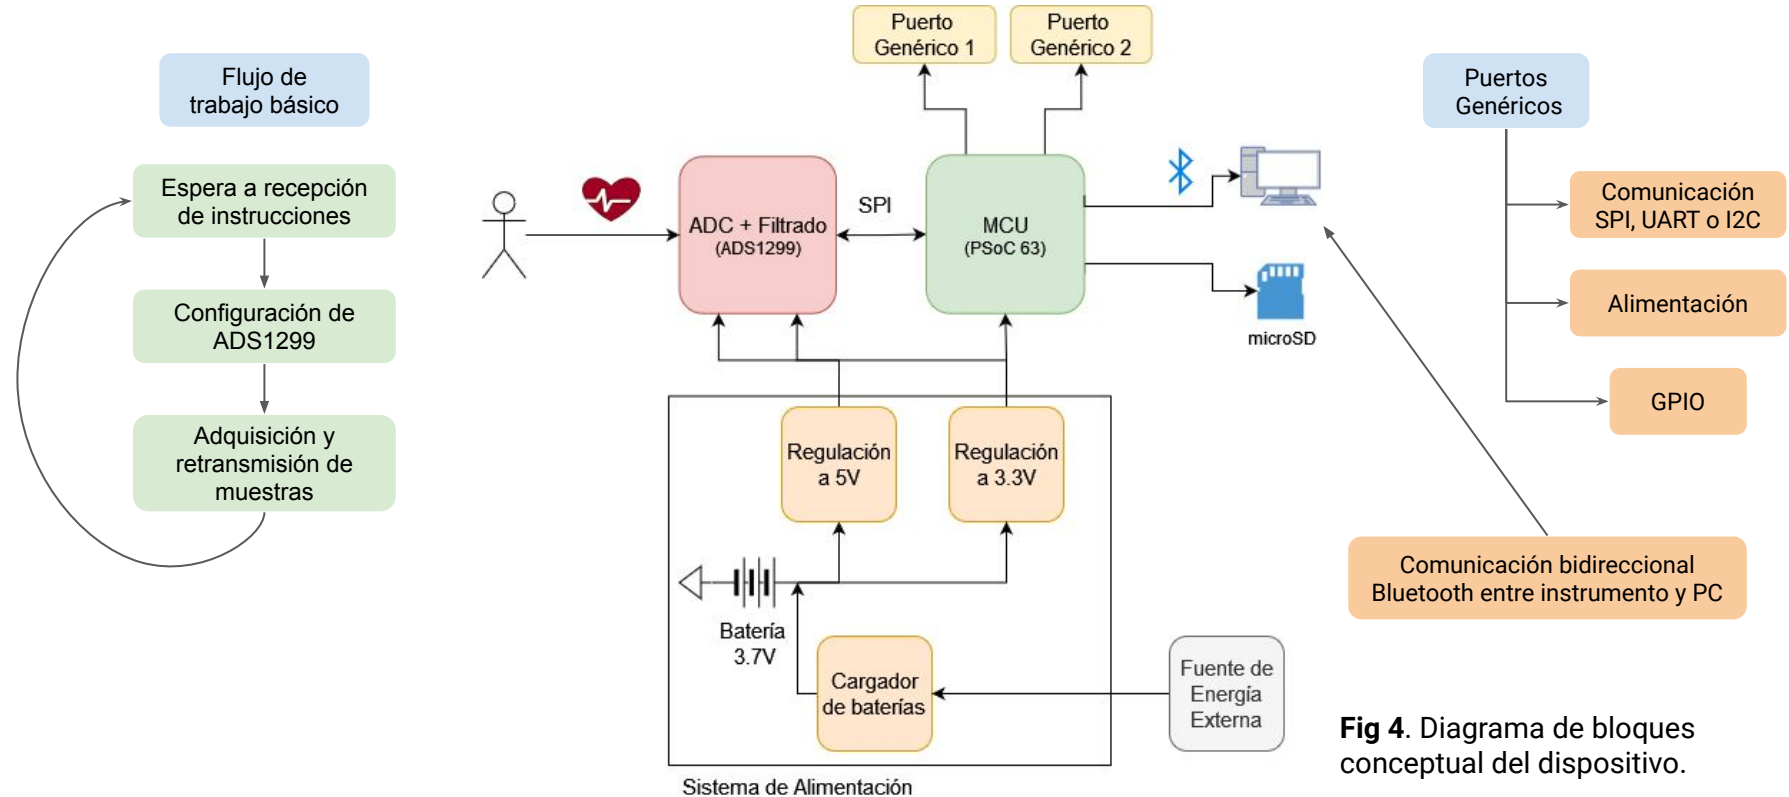 Flujo de
trabajo básico
Espera a recepción
de instrucciones
Configuración de
ADS1299
Adquisición y
retransmisión de
muestras
Puerto
Genérico 1
Puerto
Genérico 2
ADC + Filtrado
(ADS1299)
SPI
MCU
(PSoC 63)
microSD
Regulación
a 5V
Regulación
a 3.3V
Batería
3.7V
Cargador
de baterías
Fuente de
Energía
Externa
Sistema de Alimentación
Puertos
Genéricos
Comunicación
SPI, UART o I2C
Alimentación
GPIO
Comunicación bidireccional
Bluetooth entre instrumento y PC
Fig 4. Diagrama de bloques
conceptual del dispositivo.